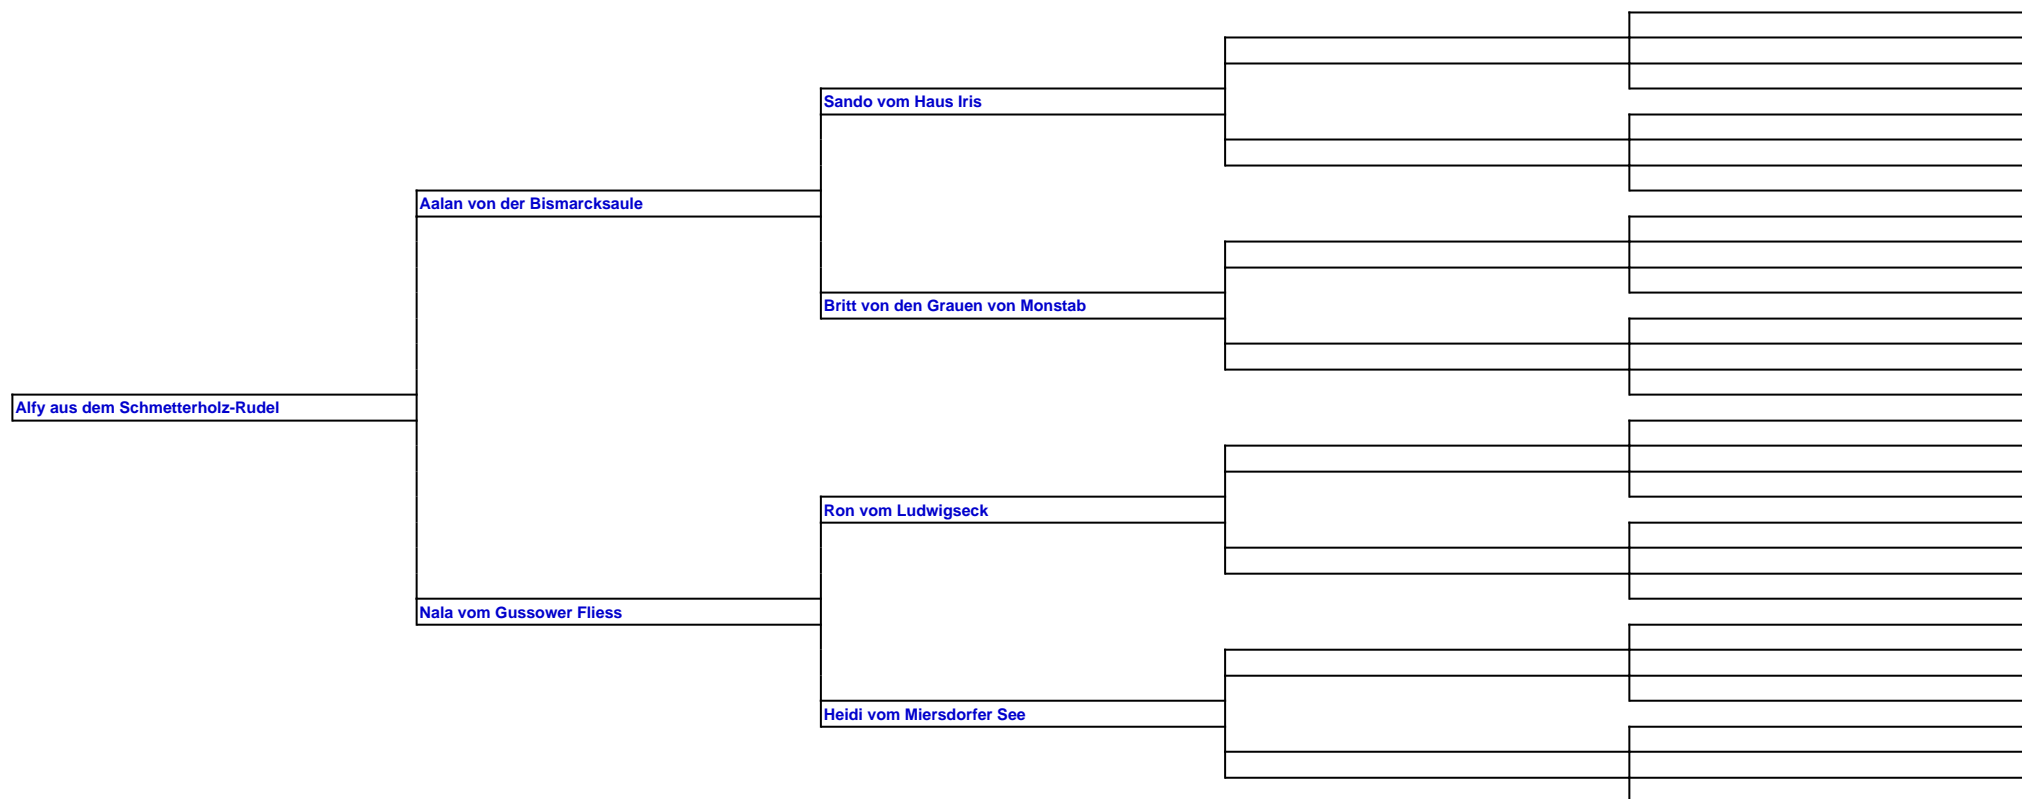 Sando vom Haus Iris
Aalan von der Bismarcksaule
Britt von den Grauen von Monstab
Alfy aus dem Schmetterholz-Rudel
Ron vom Ludwigseck
Nala vom Gussower Fliess
Heidi vom Miersdorfer See